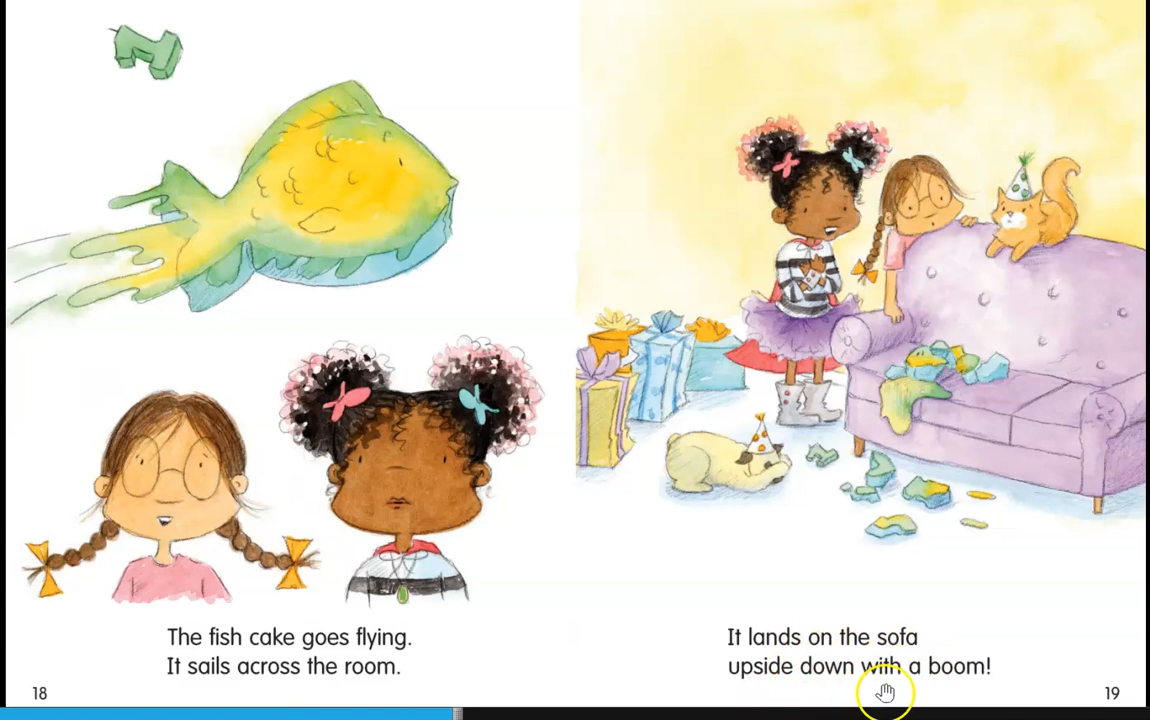 The fish cake goes flying.
It sails across the room.
18
It lands on the sofa
upside down with a boom!
19